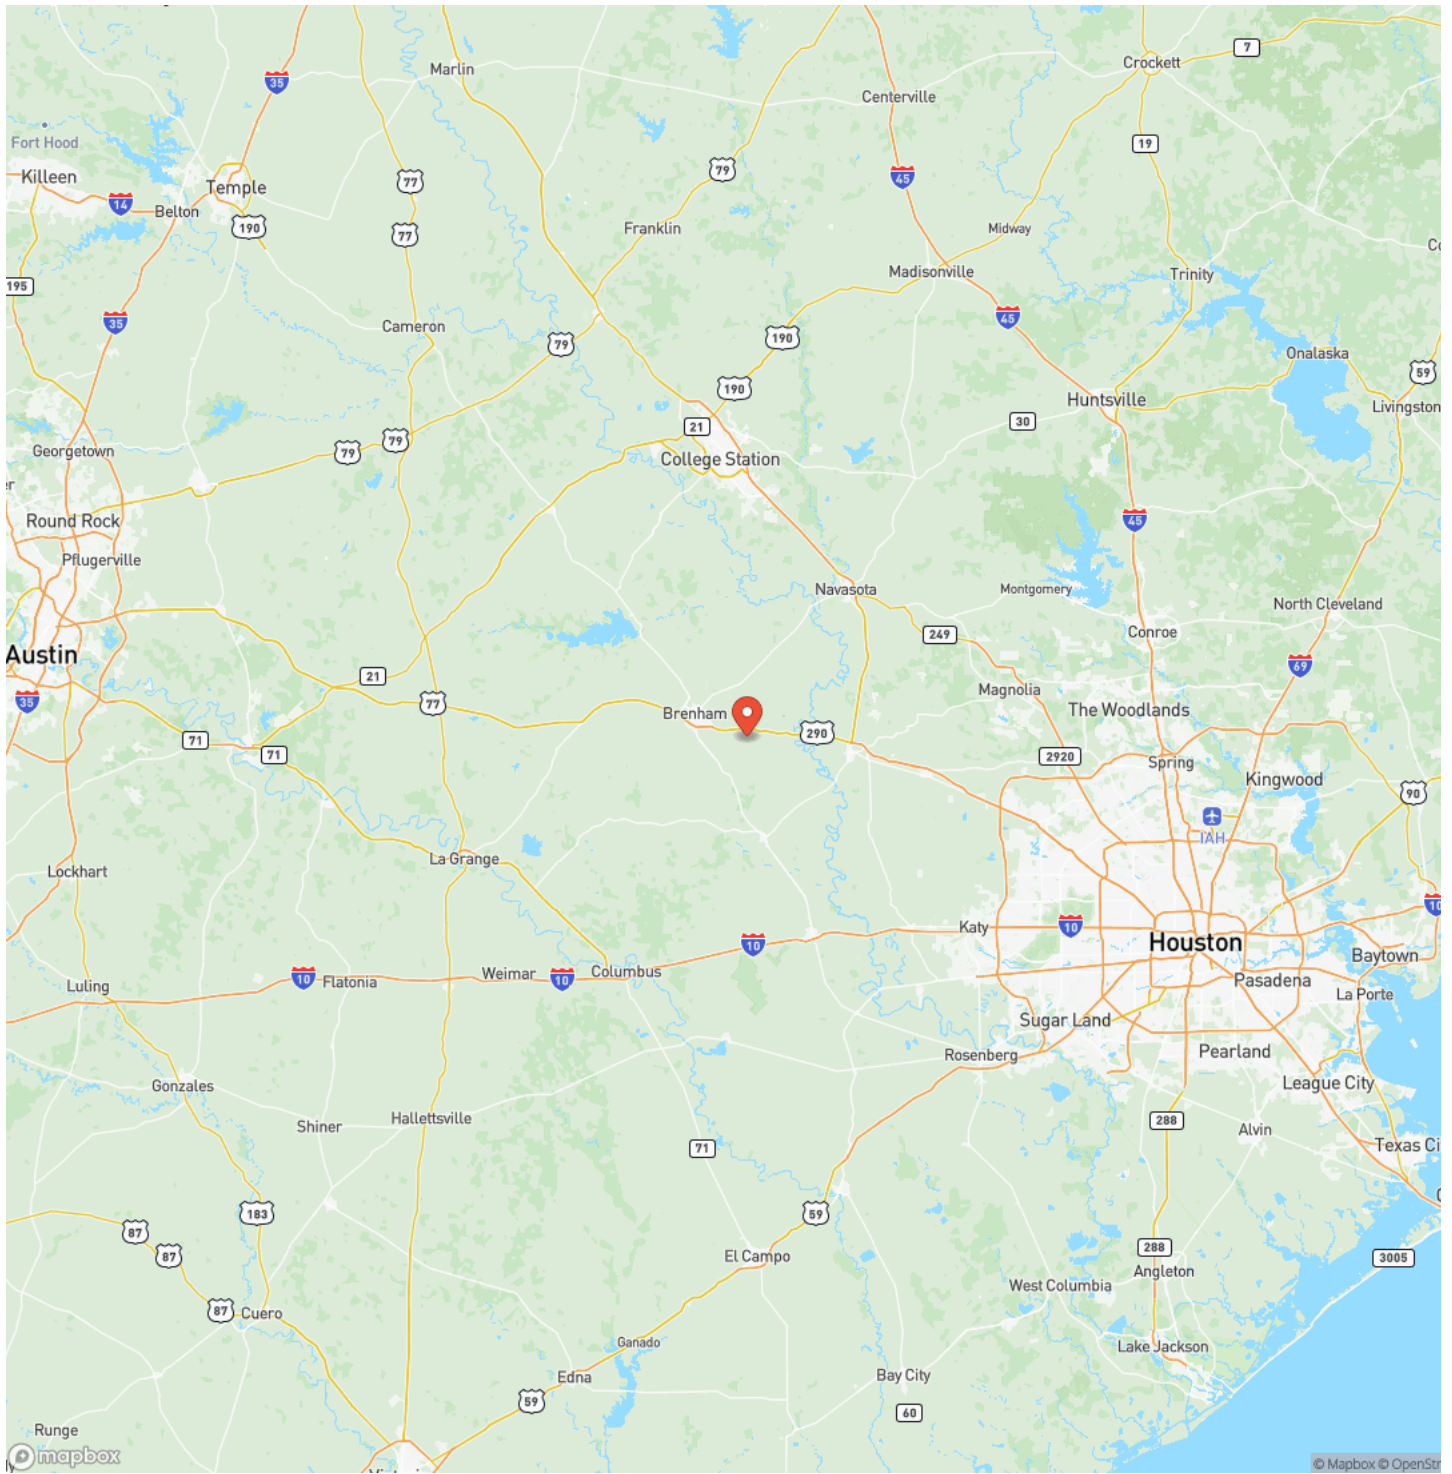 7
Crockett
Marlin
35
Centerville
Fort Hood
19
79
45
Killeen
Temple
77
14
Belton
190
77
Franklin
Midway
Madisonville
Trinity
195
35
45
Cameron
79
190
Onalaska
59
190
Huntsville
Livingston
21
30
79
79
Georgetown
College Station
45
Round Rock
Pflugerville
Navasota
Montgomery
North Cleveland
249
Conroe
Austin
69
21
35
77
Magnolia
Brenham
The Woodlands
290
71
71
2920
Spring
Kingwood
90
IAH
La Grange
Lockhart
10
Katy
10
10
Houston
Baytown
10
10
Flatonia
Weimar
Columbus
Pasadena
Luling
La Porte
Sugar Land
Pearland
Rosenberg
League City
Gonzales
Hallettsville
288
Shiner
Alvin
71
Texas Ci
183
59
87
87
288
El Campo
3005
Angleton
West Columbia
87
Cuero
Ganado
Lake Jackson
Edna
Bay City
59
60
Runge
mapbox
© Mapbox © OpenStr